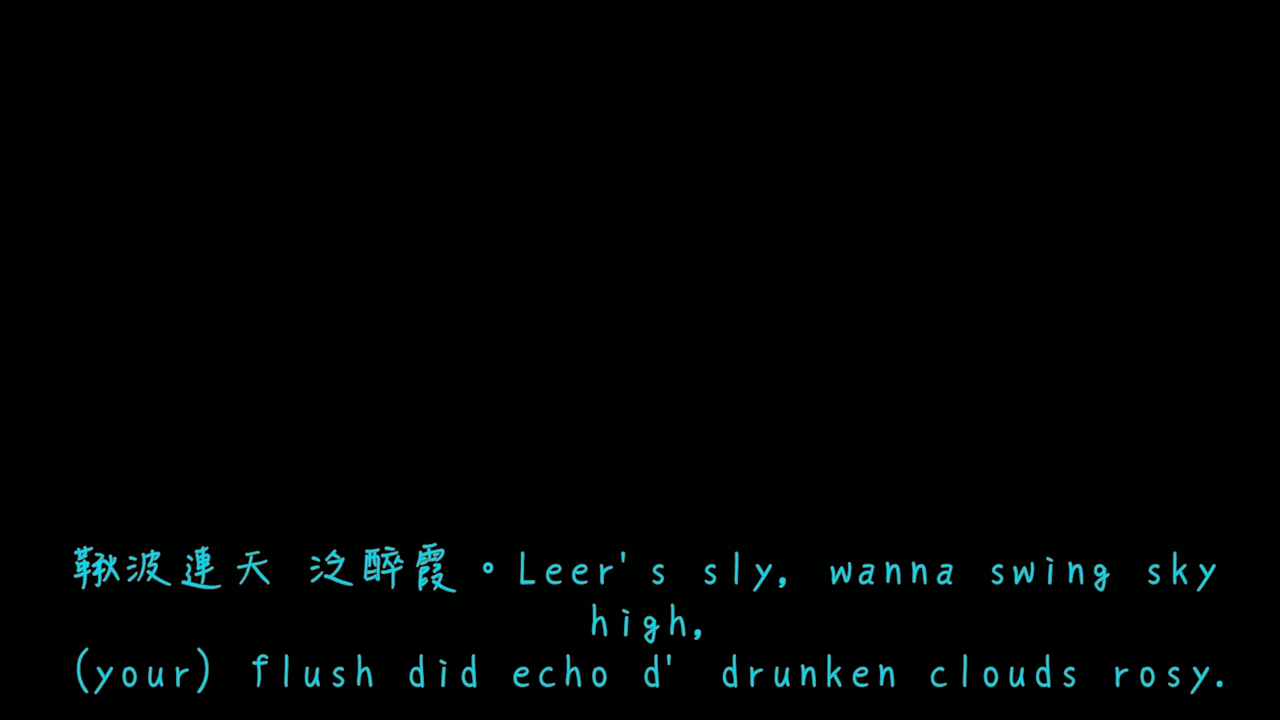 鞦波連天 泛醉霞。Leer's sly, wanna swing sky
high,
(your) flush did echo d' drunken clouds rosy.